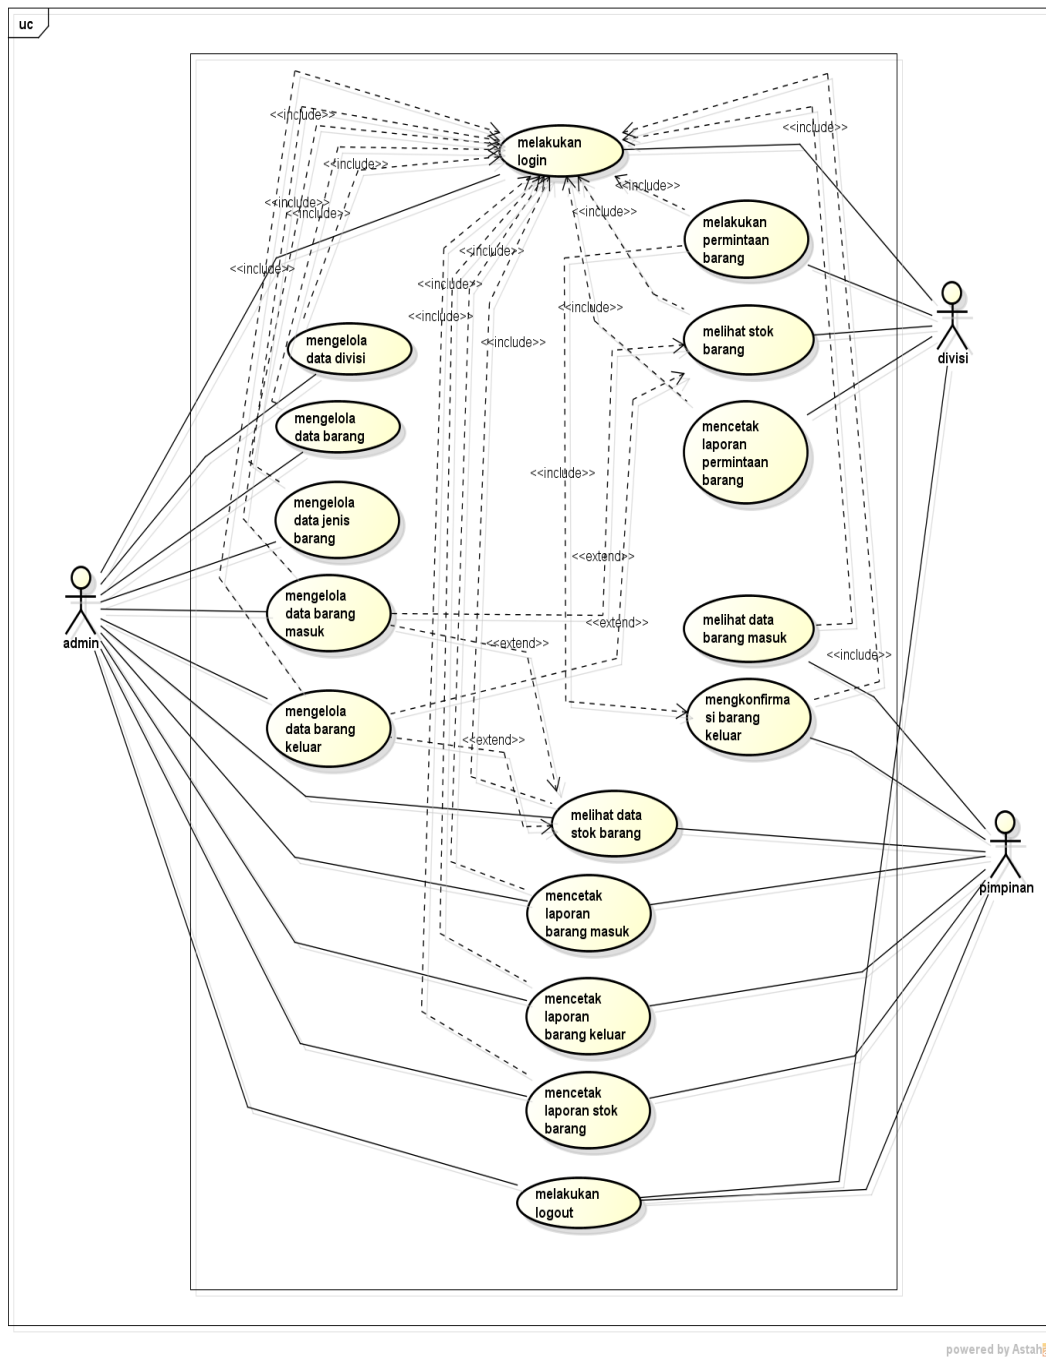 uc
<<include>>
<<include>>
melakukan
login
<<include>>
<<include>>
<<include>>
<<include>>
<<include>>
melakukan
permintaan
barang
<<include>>
<<include>>
<<include>>
<<include>>
<<include>>
<<include>>
<<include>>
mengelola
data divisi
melihat stok
barang
divisi
mengelola
data barang
mencetak
laporan
permintaan
barang
<<include>>
mengelola
data jenis
barang
<<extend>>
mengelola
data barang
masuk
admin
<<extend>>
<<extend>>
melihat data
barang masuk
<<include>>
mengelola
data barang
keluar
mengkonfirma
si barang
keluar
<<extend>>
melihat data
stok barang
pimpinan
mencetak
laporan
barang masuk
mencetak
laporan
barang keluar
mencetak
laporan stok
barang
melakukan
logout
powered by Astah